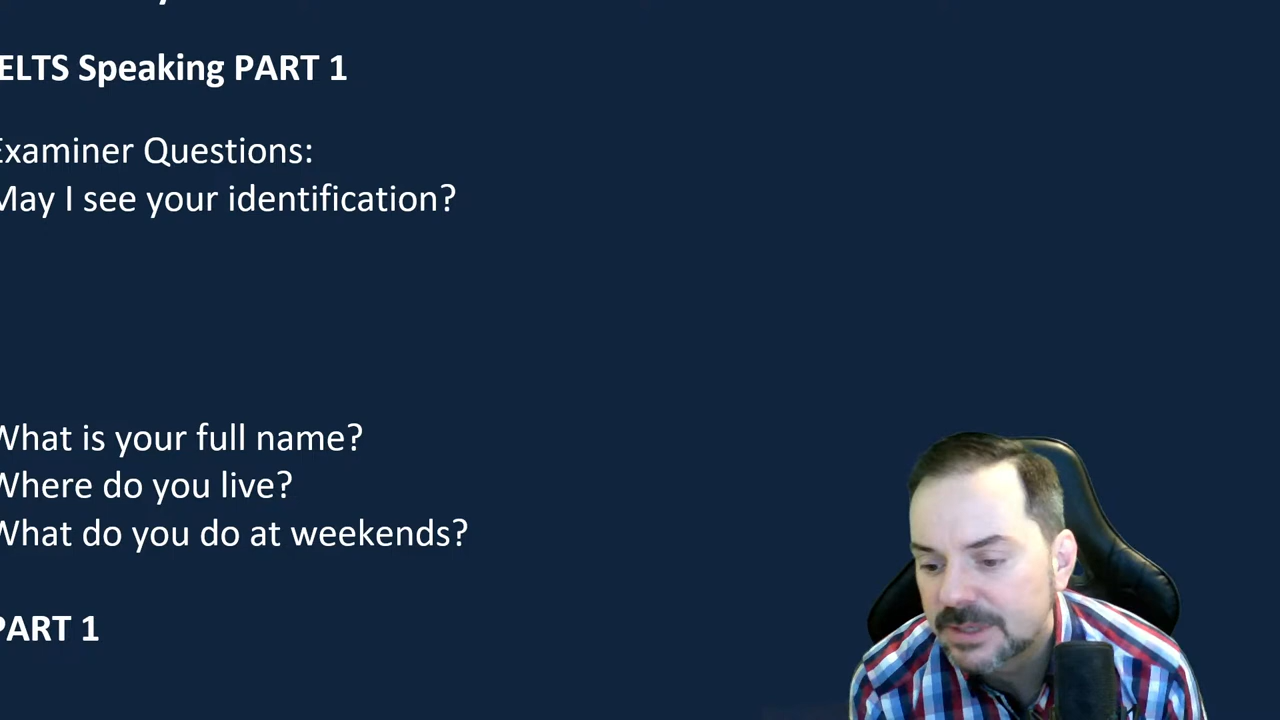 IELTS Speaking PART 1
Examiner Questions:
May I see your identification?
What is your full name?
Where do you live?
What do you do at weekends?
PART 1